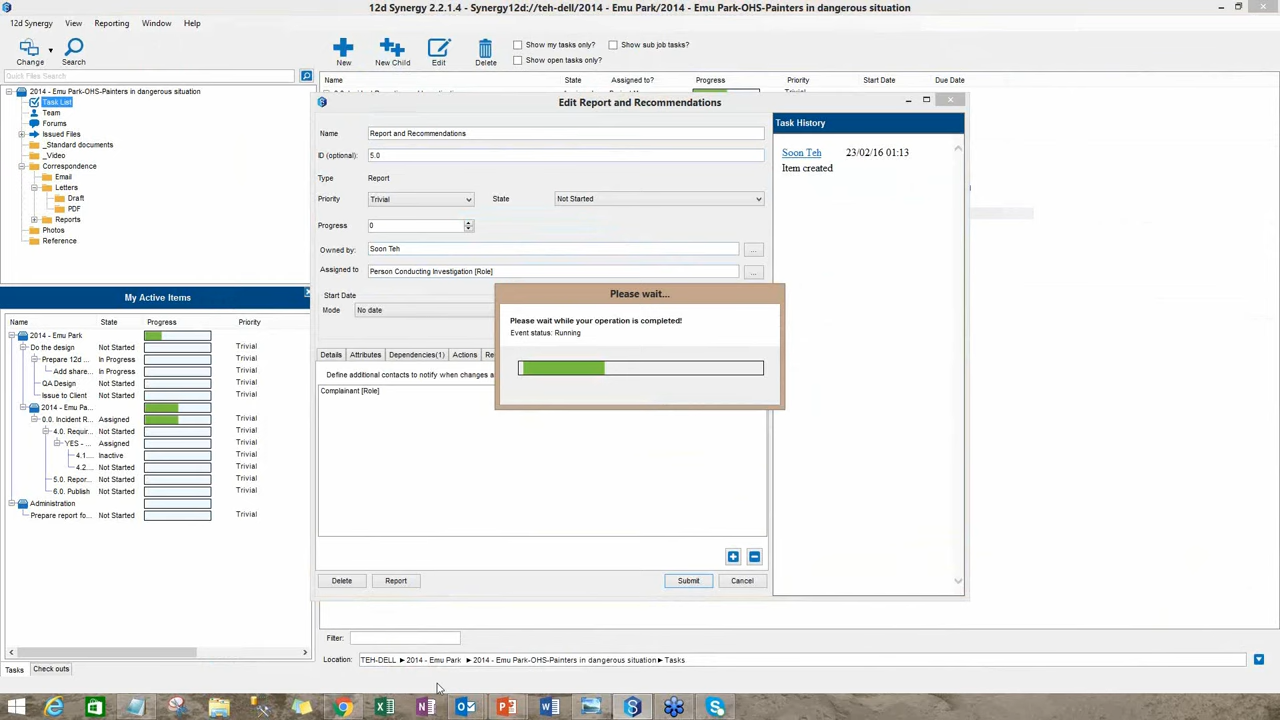 12d Synergy 2.2.1.4 - Synergy12d://teh-dell/2014 - Emu Park/2014 - Emu Park-OHS-Painters in dangerous situation
12d Synergy View Reporting Window Help
Change Search New New Child Edit Delete
Show my tasks only? Show sub job tasks?
Show open tasks only?
Quick Files Search
Name State Assigned to? Progress Priority Start Date Due Date
2014 - Emu Park-OHS-Painters in dangerous situation
Task List
Team
Forums
Issued Files
_Standard documents
_Video
Correspondence
Email
Letters
Draft
PDF
Reports
Photos
Reference
My Active Items
Name State Progress Priority
2014 - Emu Park Trivial
Do the design Not Started Trivial
Prepare 12d ... In Progress Trivial
Add share... In Progress Trivial
QA Design Not Started Trivial
Issue to Client Not Started Trivial
2014 - Emu Pa... Trivial
0.0. Incident R... Assigned Trivial
4.0. Requir... Not Started Trivial
YES - ... Assigned Trivial
4.1.... Inactive Trivial
4.2.... Not Started Trivial
5.0. Repor... Not Started Trivial
6.0. Publish Not Started Trivial
Administration
Prepare report fo... Not Started Trivial
Tasks Check outs
Edit Report and Recommendations
Name Report and Recommendations
ID (optional): 5.0
Type Report
Priority Trivial State Not Started
Progress 0
Owned by: Soon Teh ...
Assigned to Person Conducting Investigation [Role] ...
Start Date
Mode No date
Details Attributes Dependencies(1) Actions Re
Define additional contacts to notify when changes a
Complainant [Role]
Delete Report Submit Cancel
Task History
Soon Teh 23/02/16 01:13
Item created
Please wait...
Please wait while your operation is completed!
Event status: Running
Filter:
Location: TEH-DELL ►2014 - Emu Park ►2014 - Emu Park-OHS-Painters in dangerous situation►Tasks